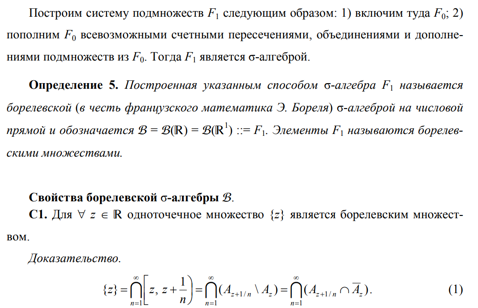 Построим систему подмножеств F₁ следующим образом: 1) включим туда F₀; 2)
пополним F₀ всевозможными счетными пересечениями, объединениями и дополне-
ниями подмножеств из F₀. Тогда F₁ является σ-алгеброй.
Определение 5. Построенная указанным способом σ-алгебра F₁ называется
борелевской (в честь французского математика Э. Бореля) σ-алгеброй на числовой
прямой и обозначается ℬ = ℬ(ℝ) = ℬ(ℝ¹) ::= F₁. Элементы F₁ называются борелев-
скими множествами.
Свойства борелевской σ-алгебры ℬ.
С1. Для ∀ z ∈ ℝ одноточечное множество {z} является борелевским множест-
вом.
Доказательство.
{z} = ⋂_{n=1}^{∞} [z, z + 1/n) = ⋂_{n=1}^{∞} (A_{z+1/n} \ A_z) = ⋂_{n=1}^{∞} (A_{z+1/n} ∩ A̅_z). (1)